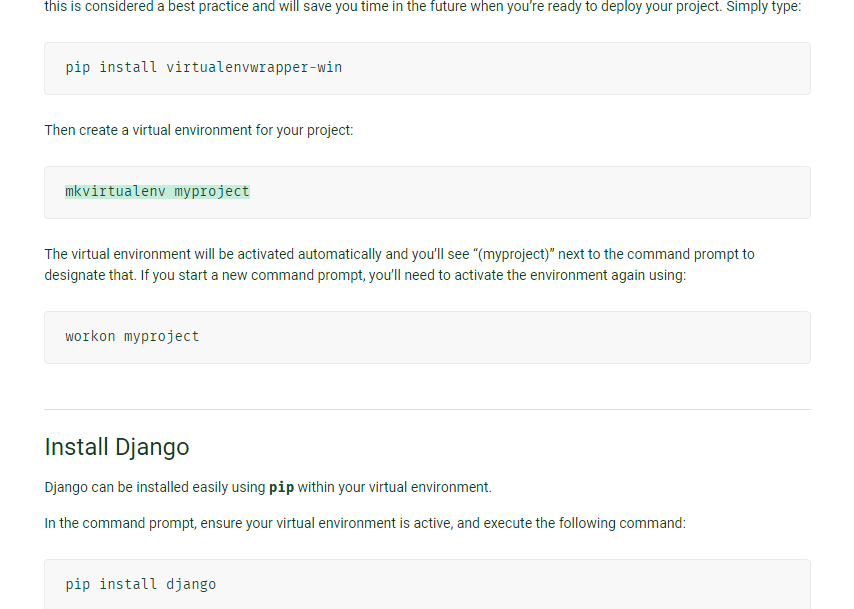 this is considered a best practice and will save you time in the future when you’re ready to deploy your project. Simply type:
pip install virtualenvwrapper-win
Then create a virtual environment for your project:
mkvirtualenv myproject
The virtual environment will be activated automatically and you’ll see “(myproject)” next to the command prompt to
designate that. If you start a new command prompt, you’ll need to activate the environment again using:
workon myproject
Install Django
Django can be installed easily using pip within your virtual environment.
In the command prompt, ensure your virtual environment is active, and execute the following command:
pip install django